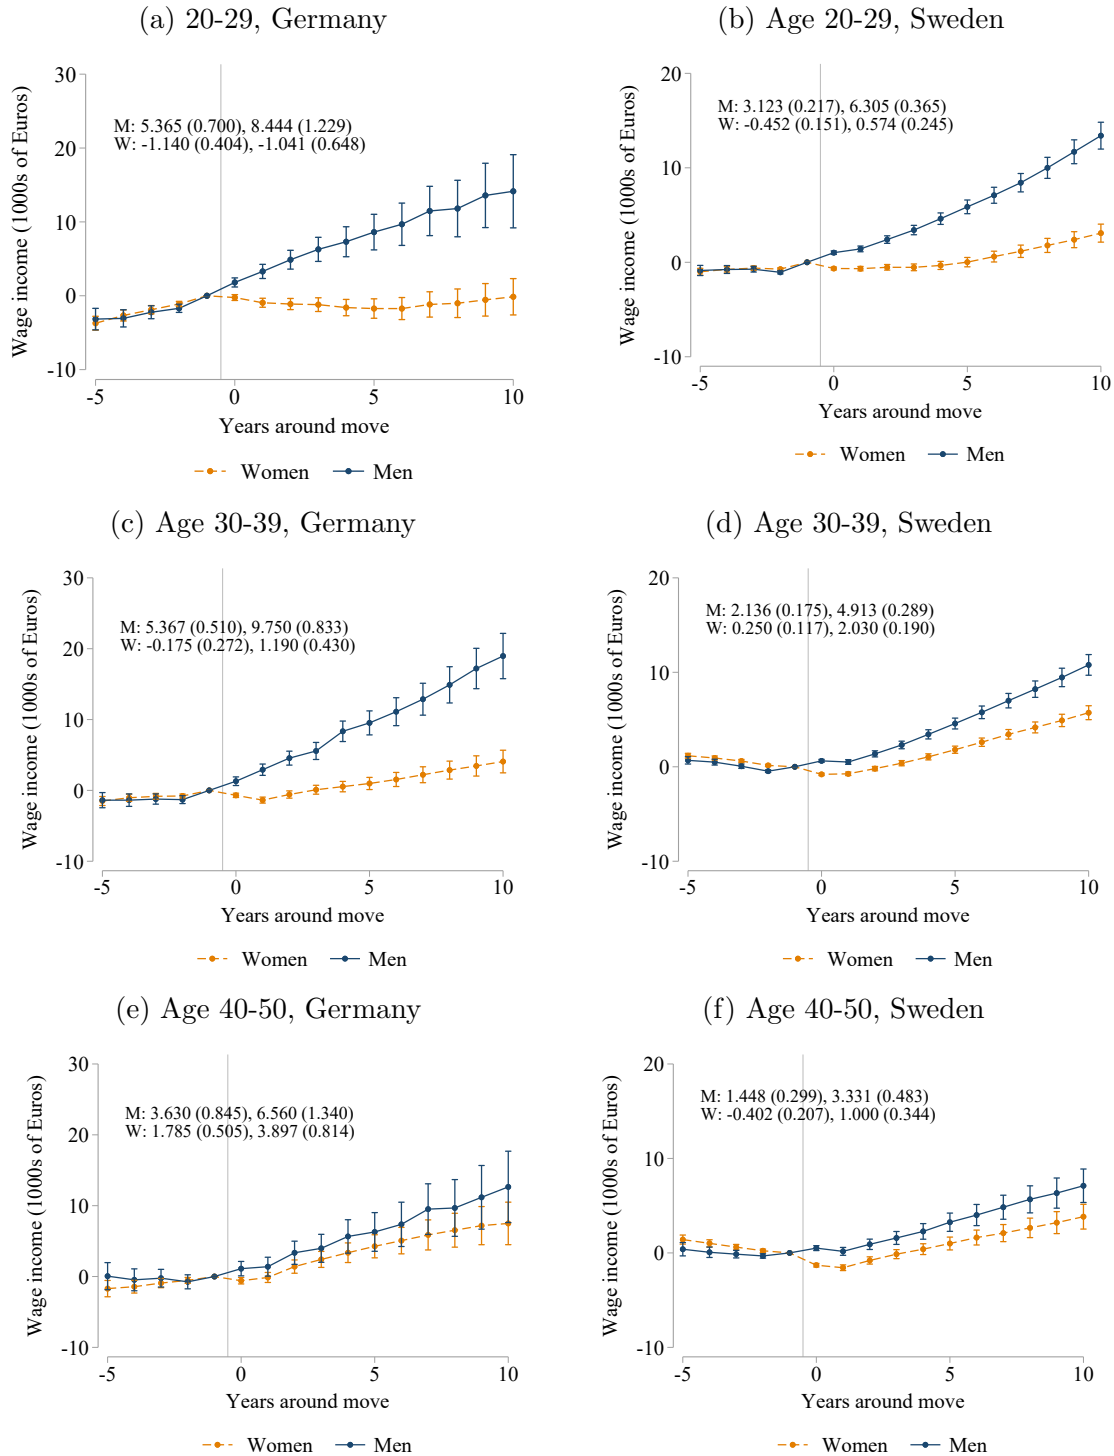 (a) 20-29, Germany
Wage income (1000s of Euros)
30
20
10
0
-10
M: 5.365 (0.700), 8.444 (1.229)
W: -1.140 (0.404), -1.041 (0.648)
-5 0 5 10
Years around move
Women Men
(b) Age 20-29, Sweden
Wage income (1000s of Euros)
20
10
0
-10
M: 3.123 (0.217), 6.305 (0.365)
W: -0.452 (0.151), 0.574 (0.245)
-5 0 5 10
Years around move
Women Men
(c) Age 30-39, Germany
Wage income (1000s of Euros)
30
20
10
0
-10
M: 5.367 (0.510), 9.750 (0.833)
W: -0.175 (0.272), 1.190 (0.430)
-5 0 5 10
Years around move
Women Men
(d) Age 30-39, Sweden
Wage income (1000s of Euros)
20
10
0
-10
M: 2.136 (0.175), 4.913 (0.289)
W: 0.250 (0.117), 2.030 (0.190)
-5 0 5 10
Years around move
Women Men
(e) Age 40-50, Germany
Wage income (1000s of Euros)
30
20
10
0
-10
M: 3.630 (0.845), 6.560 (1.340)
W: 1.785 (0.505), 3.897 (0.814)
-5 0 5 10
Years around move
Women Men
(f) Age 40-50, Sweden
Wage income (1000s of Euros)
20
10
0
-10
M: 1.448 (0.299), 3.331 (0.483)
W: -0.402 (0.207), 1.000 (0.344)
-5 0 5 10
Years around move
Women Men